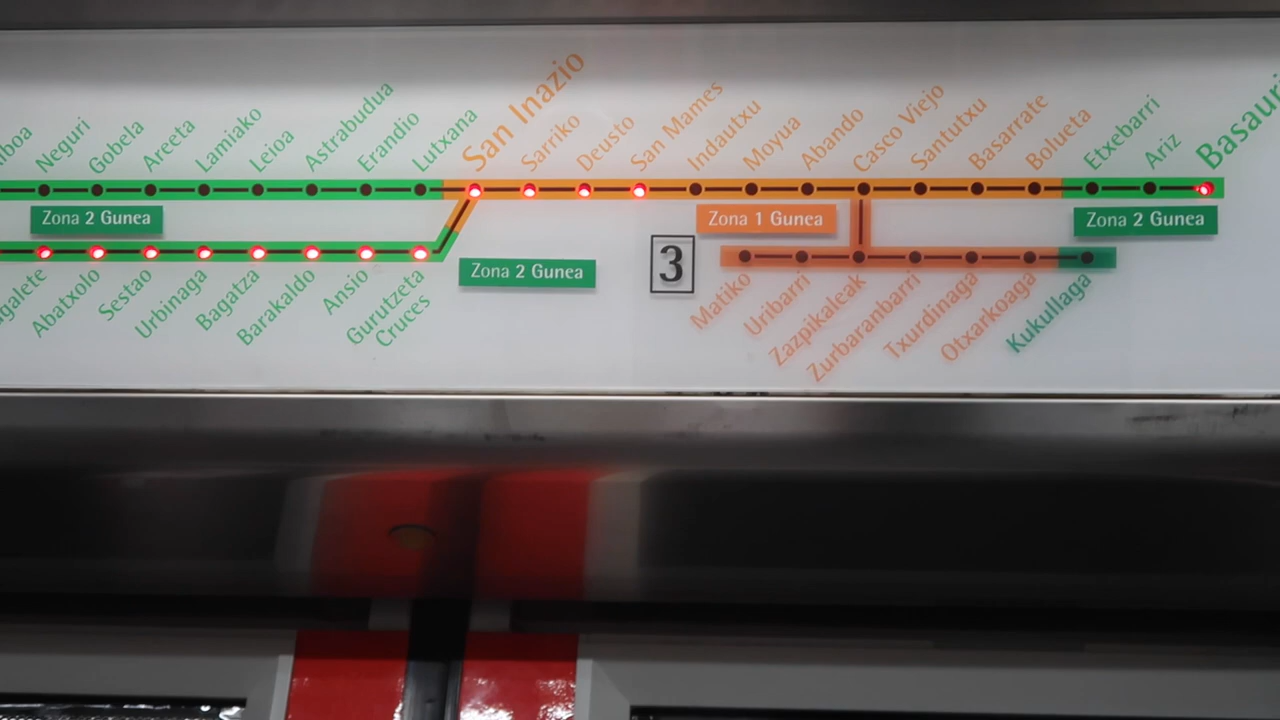 Neguri
Gobela
Areeta
Lamiako
Leioa
Astrabudua
Erandio
Lutxana
San Inazio
Sarriko
Deusto
San Mames
Indautxu
Moyua
Abando
Casco Viejo
Santutxu
Basarrate
Bolueta
Etxebarri
Ariz
Zona 2 Gunea
Zona 1 Gunea
Zona 2 Gunea
Zona 2 Gunea
3
Abatxolo
Sestao
Urbinaga
Bagatza
Barakaldo
Ansio
Gurutzeta
Cruces
Matiko
Uribarri
Zazpikaleak
Zurbaranbarri
Txurdinaga
Otxarkoaga
Kukullaga